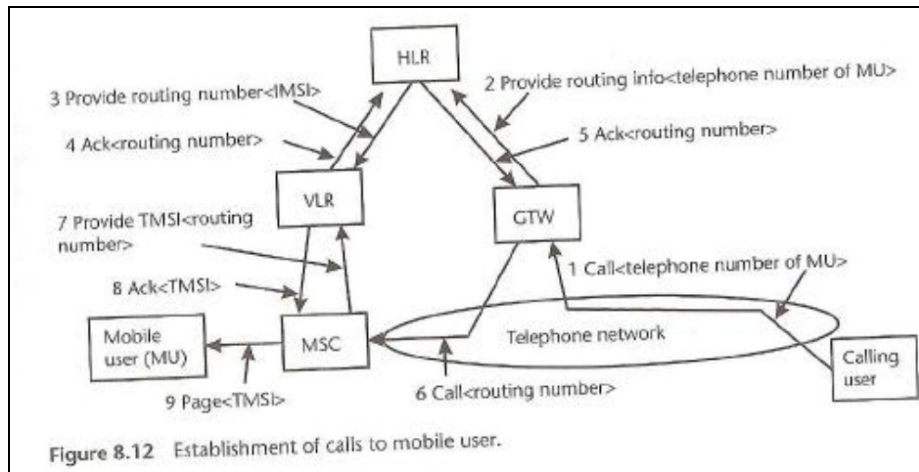 HLR
3 Provide routing number<IMSI>
2 Provide routing info<telephone number of MU>
4 Ack<routing number>
5 Ack<routing number>
VLR
GTW
7 Provide TMSI<routing
number>
1 Call<telephone number of MU>
8 Ack<TMSI>
Mobile
user (MU)
MSC
Telephone network
Calling
user
9 Page<TMSI>
6 Call<routing number>
Figure 8.12 Establishment of calls to mobile user.